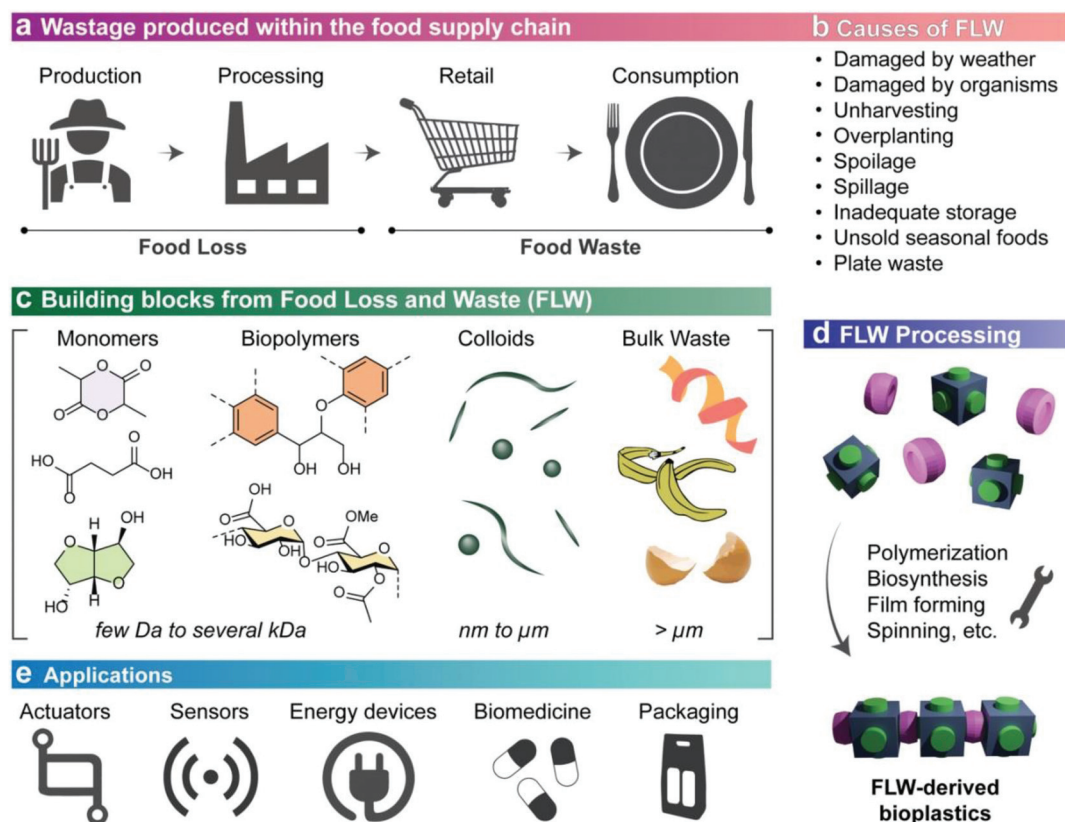 a Wastage produced within the food supply chain
Production Processing Retail Consumption
Food Loss Food Waste
b Causes of FLW
• Damaged by weather
• Damaged by organisms
• Unharvesting
• Overplanting
• Spoilage
• Spillage
• Inadequate storage
• Unsold seasonal foods
• Plate waste
c Building blocks from Food Loss and Waste (FLW)
Monomers Biopolymers Colloids Bulk Waste
O
O
O
O
HO
O
O
OH
O
H
OH
O
HO
H
O
OH
OH
O
OH
O
HO
OH
O
O
OMe
O
HO
O
O
O
few Da to several kDa nm to µm > µm
d FLW Processing
Polymerization
Biosynthesis
Film forming
Spinning, etc.
FLW-derived
bioplastics
e Applications
Actuators Sensors Energy devices Biomedicine Packaging